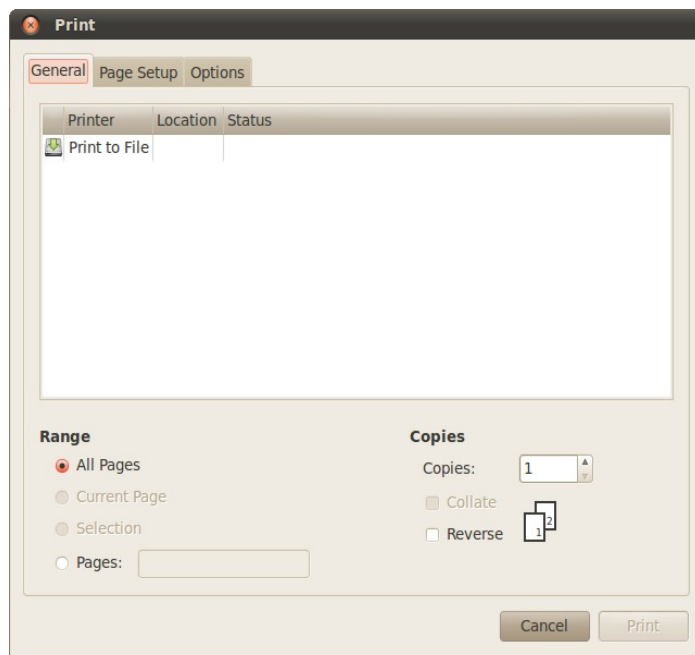 Print
General Page Setup Options
Printer Location Status
Print to File
Range
All Pages
Current Page
Selection
Pages:
Copies
Copies: 1
Collate
Reverse
1 2
Cancel Print